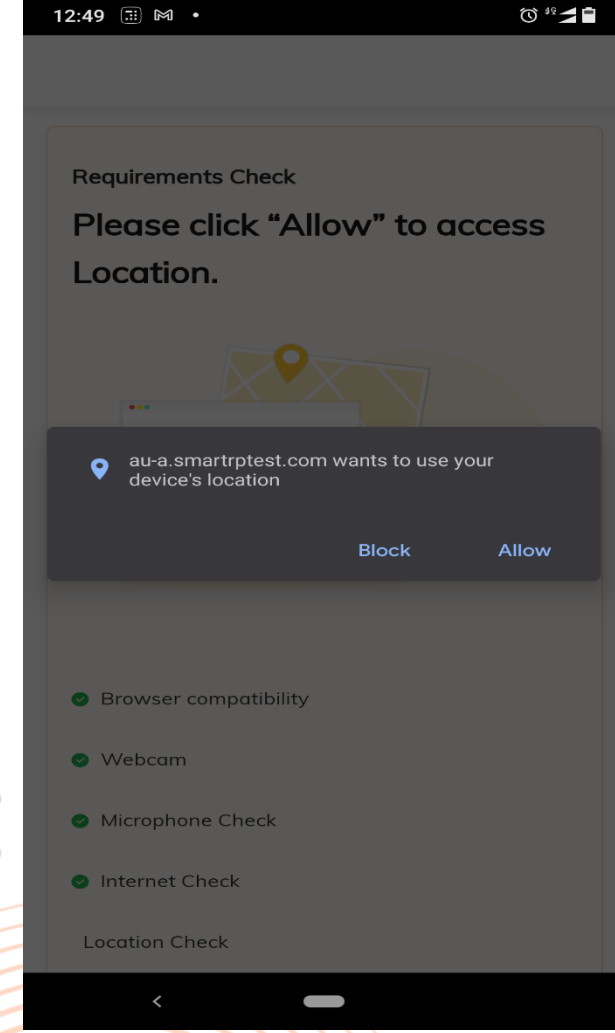 12:49
Requirements Check
Please click “Allow” to access
Location.
au-a.smartrptest.com wants to use your
device's location
Block Allow
Browser compatibility
Webcam
Microphone Check
Internet Check
Location Check